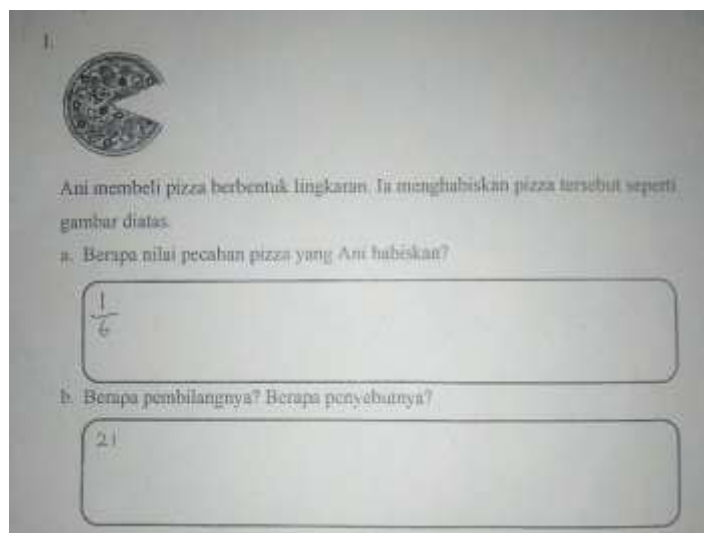 1.
Ani membeli pizza berbentuk lingkaran. Ia menghabiskan pizza tersebut seperti
gambar diatas.
a. Berapa nilai pecahan pizza yang Ani habiskan?
1
6
b. Berapa pembilangnya? Berapa penyebutnya?
21